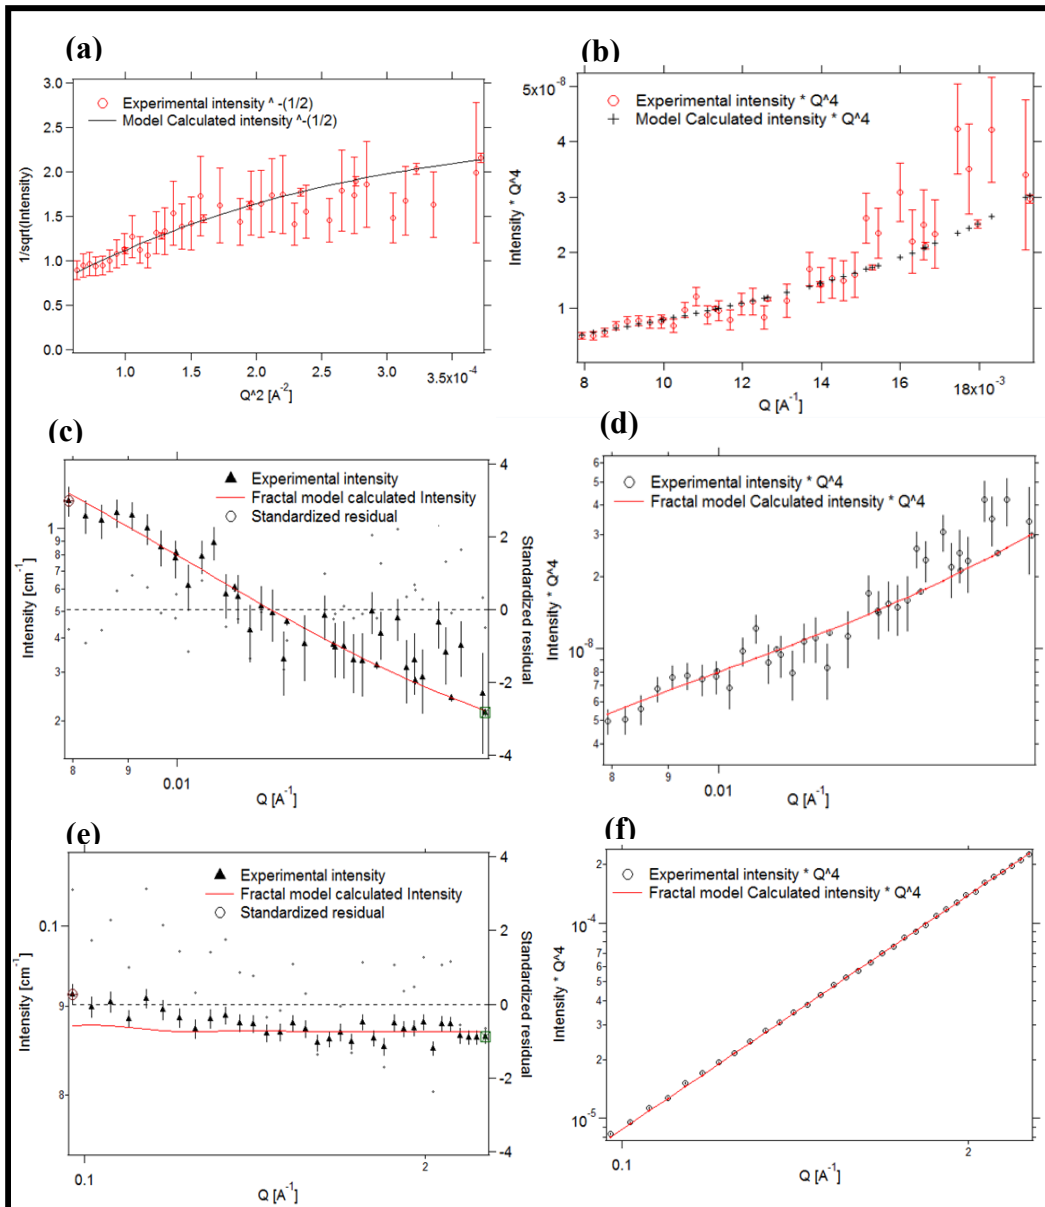 (a)
3.0
2.5
2.0
1.5
1.0
0.5
0.0
1/sqrt(Intensity)
Experimental intensity ^ -(1/2)
Model Calculated intensity ^-(1/2)
1.0
1.5
2.0
2.5
3.0
3.5x10^-4
Q^2 [A^-2]
(b)
5x10^-8
4
3
2
1
Intensity * Q^4
Experimental intensity * Q^4
Model Calculated intensity * Q^4
8
10
12
14
16
18x10^-3
Q [A^-1]
(c)
1
9
8
7
6
5
4
3
2
Intensity [cm^-1]
Experimental intensity
Fractal model calculated Intensity
Standardized residual
4
2
0
-2
-4
Standardized residual
8
9
0.01
Q [A^-1]
(d)
6
5
4
3
2
10^-8
9
8
7
6
5
4
Intensity * Q^4
Experimental intensity * Q^4
Fractal model Calculated intensity * Q^4
8
9
0.01
Q [A^-1]
(e)
0.1
9
8
Intensity [cm^-1]
Experimental intensity
Fractal model calculated Intensity
Standardized residual
4
2
0
-2
-4
Standardized residual
0.1
2
Q [A^-1]
(f)
2
10^-4
7
6
5
4
3
2
10^-5
Intensity * Q^4
Experimental intensity * Q^4
Fractal model Calculated intensity * Q^4
0.1
2
Q [A^-1]